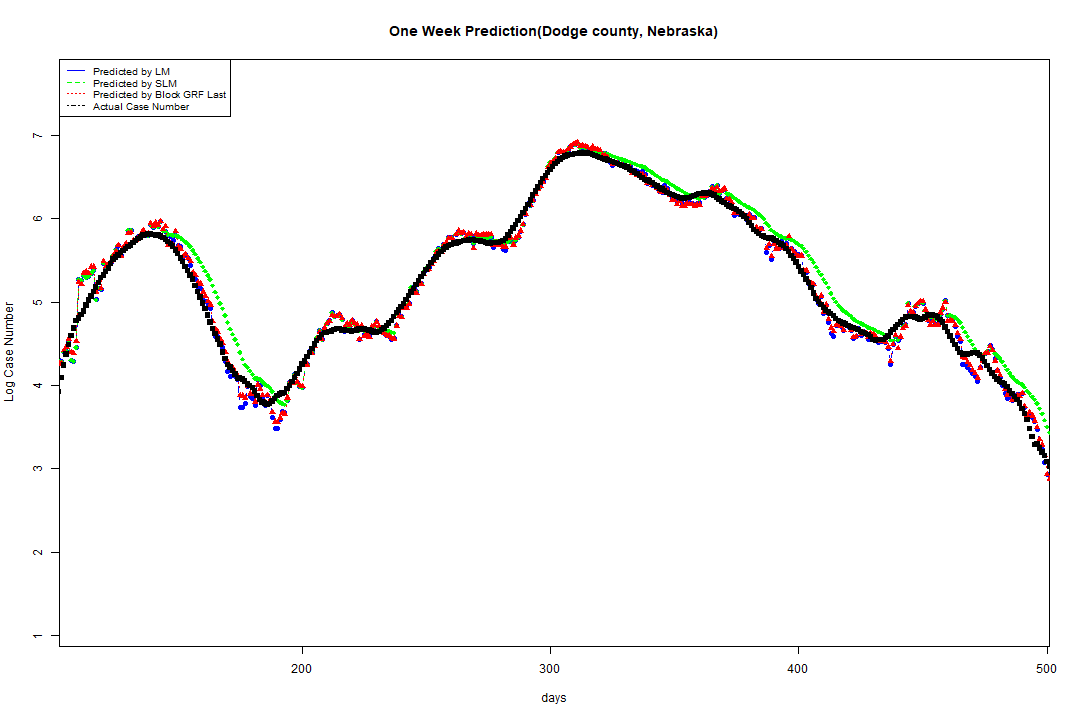 One Week Prediction(Dodge county, Nebraska)
Predicted by LM
Predicted by SLM
Predicted by Block GRF Last
Actual Case Number
7
6
5
4
3
2
1
Log Case Number
200
300
400
500
days